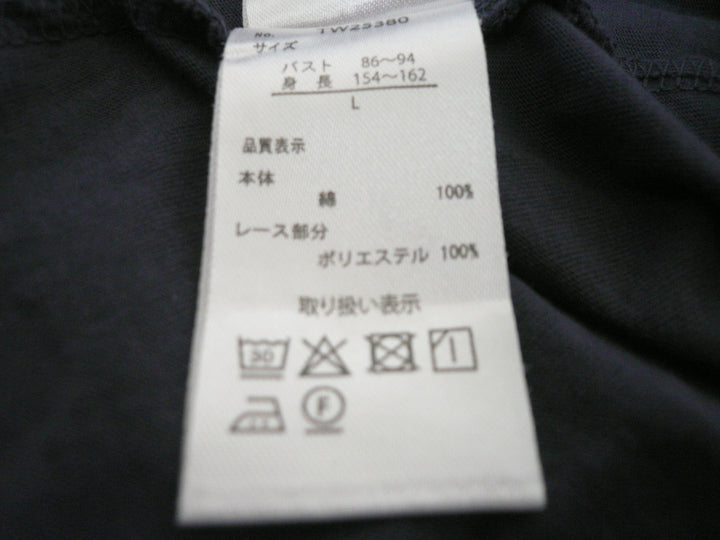 No. TW25380
サイズ
バスト 86〜94
身長 154〜162
L
品質表示
本体
綿 100%
レース部分
ポリエステル 100%
取り扱い表示
30
F